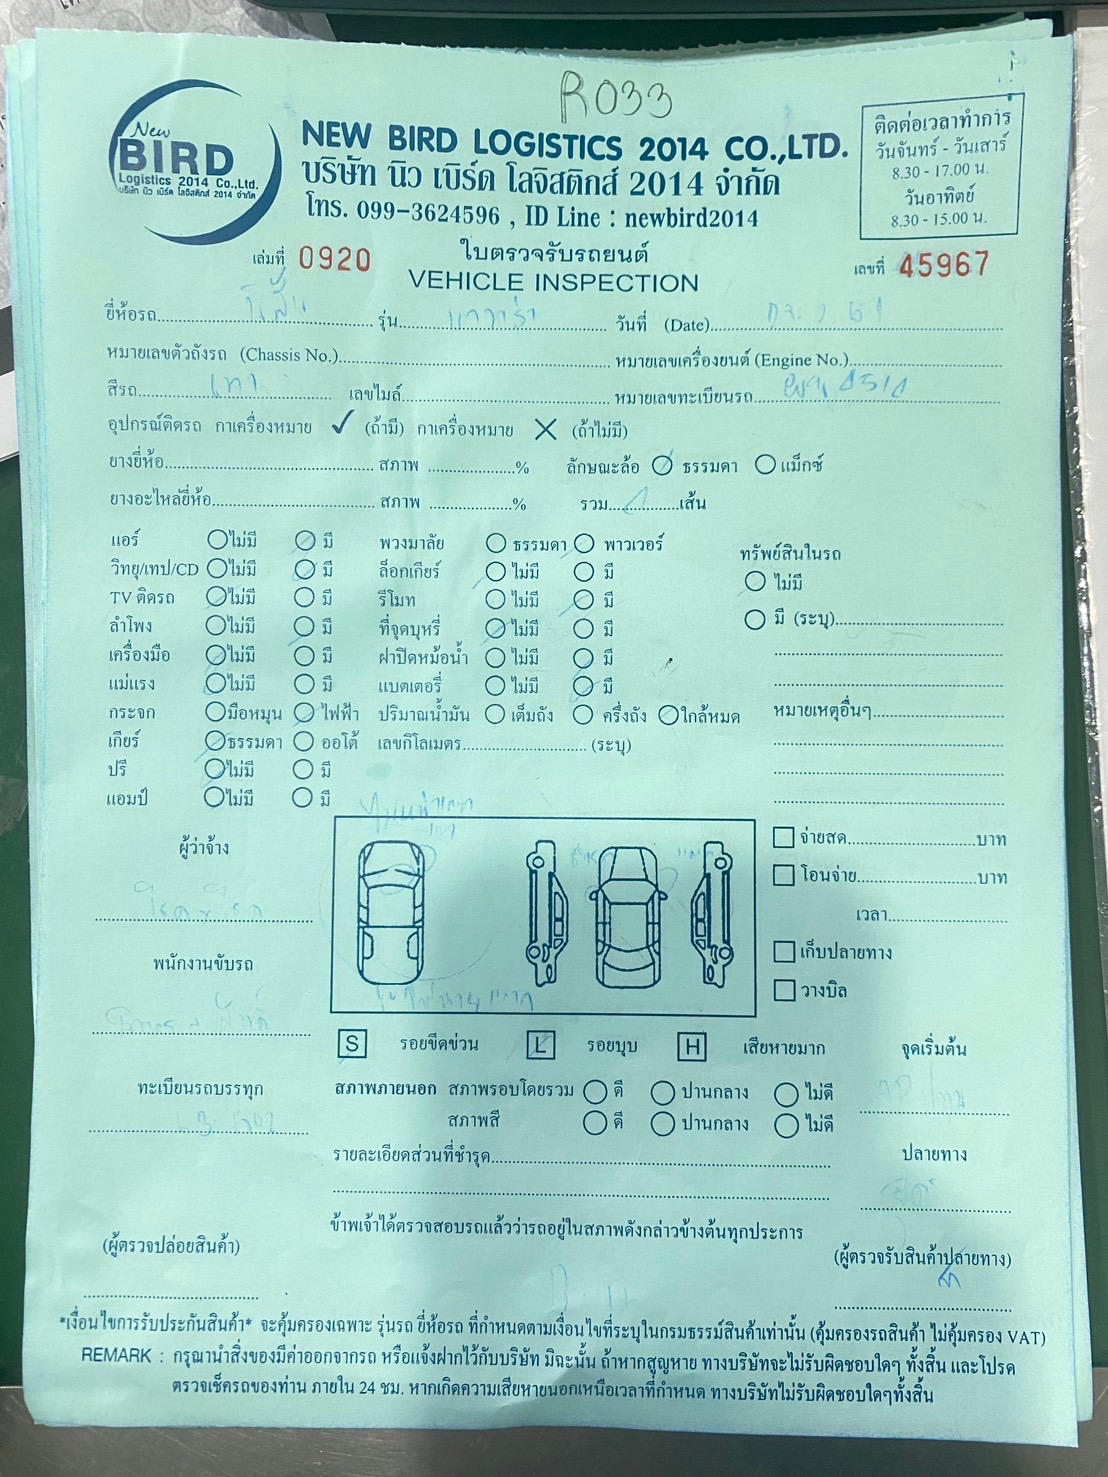 R033
New
BIRD
Logistics 2014 Co.,Ltd.
บริษัท นิว เบิร์ด โลจิสติกส์ 2014 จำกัด
NEW BIRD LOGISTICS 2014 CO.,LTD.
บริษัท นิว เบิร์ด โลจิสติกส์ 2014 จำกัด
โทร. 099-3624596 , ID Line : newbird2014
ติดต่อเวลาทำการ
วันจันทร์ - วันเสาร์
8.30 - 17.00 น.
วันอาทิตย์
8.30 - 15.00 น.
เล่มที่ 0920
ใบตรวจรับรถยนต์
VEHICLE INSPECTION
เลขที่ 45967
ยี่ห้อรถ รุ่น วันที่ (Date)
หมายเลขตัวถังรถ (Chassis No.) หมายเลขเครื่องยนต์ (Engine No.)
สีรถ เทา เลขไมล์ หมายเลขทะเบียนรถ
อุปกรณ์ติดรถ กาเครื่องหมาย ✓ (ถ้ามี) กาเครื่องหมาย ✕ (ถ้าไม่มี)
ยางยี่ห้อ สภาพ % ลักษณะล้อ ธรรมดา แม็กซ์
ยางอะไหล่ยี่ห้อ สภาพ % รวม เส้น
แอร์ ไม่มี มี พวงมาลัย ธรรมดา พาวเวอร์
วิทยุ/เทป/CD ไม่มี มี ล็อกเกียร์ ไม่มี มี
TV ติดรถ ไม่มี มี รีโมท ไม่มี มี
ลำโพง ไม่มี มี ที่จุดบุหรี่ ไม่มี มี
เครื่องมือ ไม่มี มี ฝาปิดหม้อน้ำ ไม่มี มี
แม่แรง ไม่มี มี แบตเตอรี่ ไม่มี มี
กระจก มือหมุน ไฟฟ้า ปริมาณน้ำมัน เต็มถัง ครึ่งถัง ใกล้หมด
เกียร์ ธรรมดา ออโต้ เลขกิโลเมตร (ระบุ)
ปรี ไม่มี มี
แอมป์ ไม่มี มี
ทรัพย์สินในรถ
ไม่มี
มี (ระบุ)
หมายเหตุอื่นๆ
ผู้ว่าจ้าง
พนักงานขับรถ
ทะเบียนรถบรรทุก
จ่ายสด บาท
โอนจ่าย บาท
เวลา
เก็บปลายทาง
วางบิล
S รอยขีดข่วน L รอยบุบ H เสียหายมาก
จุดเริ่มต้น
สภาพภายนอก สภาพรอบโดยรวม ดี ปานกลาง ไม่ดี
สภาพสี ดี ปานกลาง ไม่ดี
รายละเอียดส่วนที่ชำรุด
ปลายทาง
ข้าพเจ้าได้ตรวจสอบรถแล้วว่ารถอยู่ในสภาพดังกล่าวข้างต้นทุกประการ
(ผู้ตรวจปล่อยสินค้า)
(ผู้ตรวจรับสินค้าปลายทาง)
*เงื่อนไขการรับประกันสินค้า* จะคุ้มครองเฉพาะ รุ่นรถ ยี่ห้อรถ ที่กำหนดตามเงื่อนไขที่ระบุในกรมธรรม์สินค้าเท่านั้น (คุ้มครองรถสินค้า ไม่คุ้มครอง VAT)
REMARK : กรุณานำสิ่งของมีค่าออกจากรถ หรือแจ้งฝากไว้กับบริษัท มิฉะนั้น ถ้าหากสูญหาย ทางบริษัทจะไม่รับผิดชอบใดๆ ทั้งสิ้น และโปรด
ตรวจเช็ครถของท่าน ภายใน 24 ชม. หากเกิดความเสียหายนอกเหนือเวลาที่กำหนด ทางบริษัทไม่รับผิดชอบใดๆทั้งสิ้น